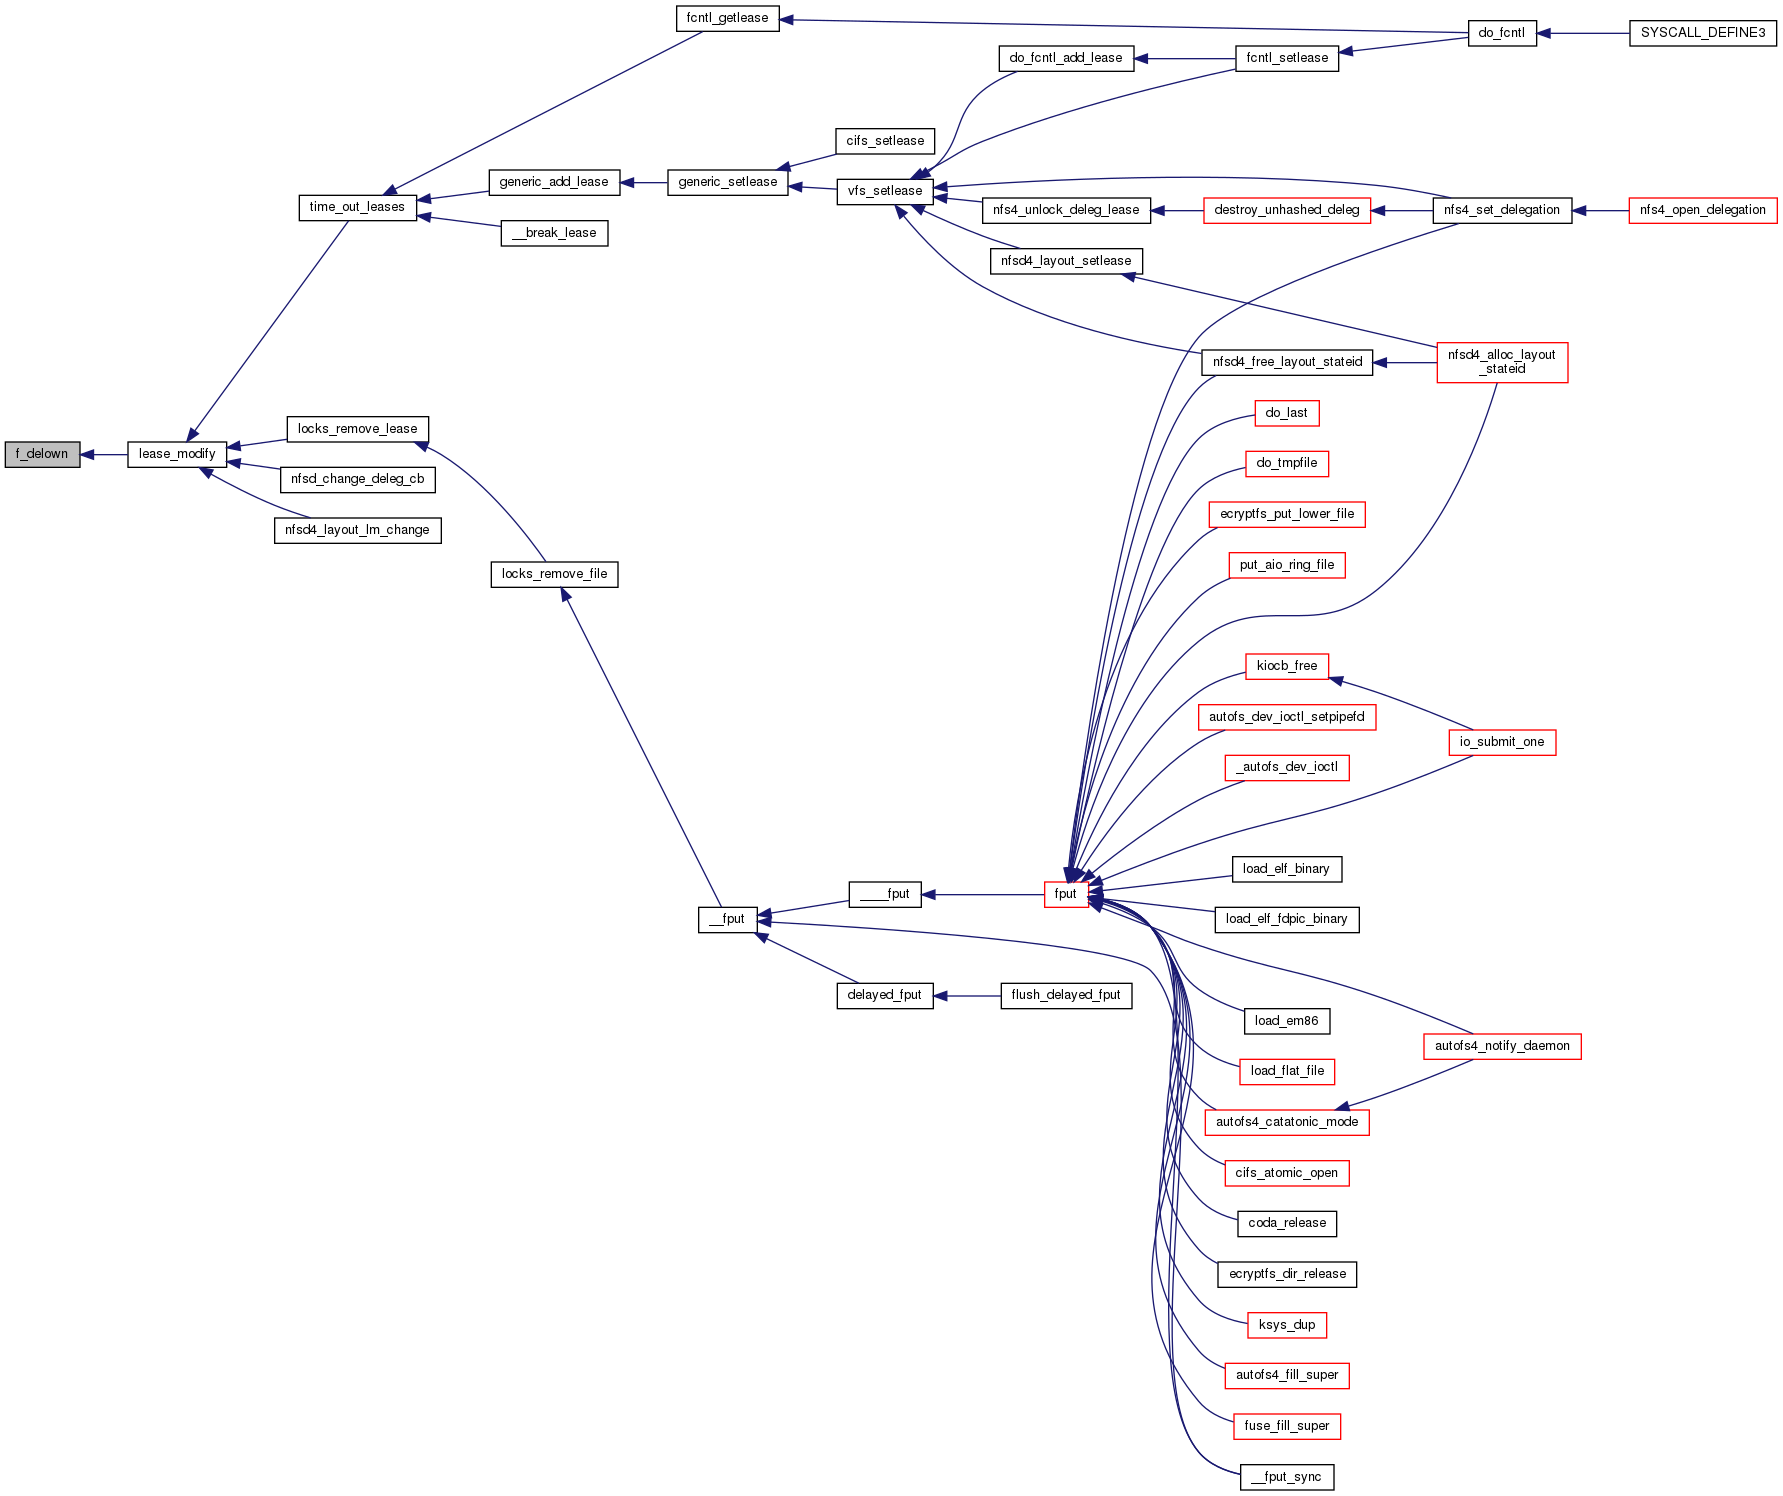 fcntl_getlease
do_fcntl
SYSCALL_DEFINE3
do_fcntl_add_lease
fcntl_setlease
cifs_setlease
generic_add_lease
generic_setlease
vfs_setlease
time_out_leases
nfs4_unlock_deleg_lease
destroy_unhashed_deleg
nfs4_set_delegation
nfs4_open_delegation
__break_lease
nfsd4_layout_setlease
nfsd4_free_layout_stateid
nfsd4_alloc_layout
_stateid
do_last
locks_remove_lease
f_delown
lease_modify
do_tmpfile
nfsd_change_deleg_cb
ecryptfs_put_lower_file
nfsd4_layout_lm_change
put_aio_ring_file
locks_remove_file
kiocb_free
autofs_dev_ioctl_setpipefd
io_submit_one
_autofs_dev_ioctl
load_elf_binary
____fput
fput
__fput
load_elf_fdpic_binary
delayed_fput
flush_delayed_fput
load_em86
autofs4_notify_daemon
load_flat_file
autofs4_catatonic_mode
cifs_atomic_open
coda_release
ecryptfs_dir_release
ksys_dup
autofs4_fill_super
fuse_fill_super
__fput_sync